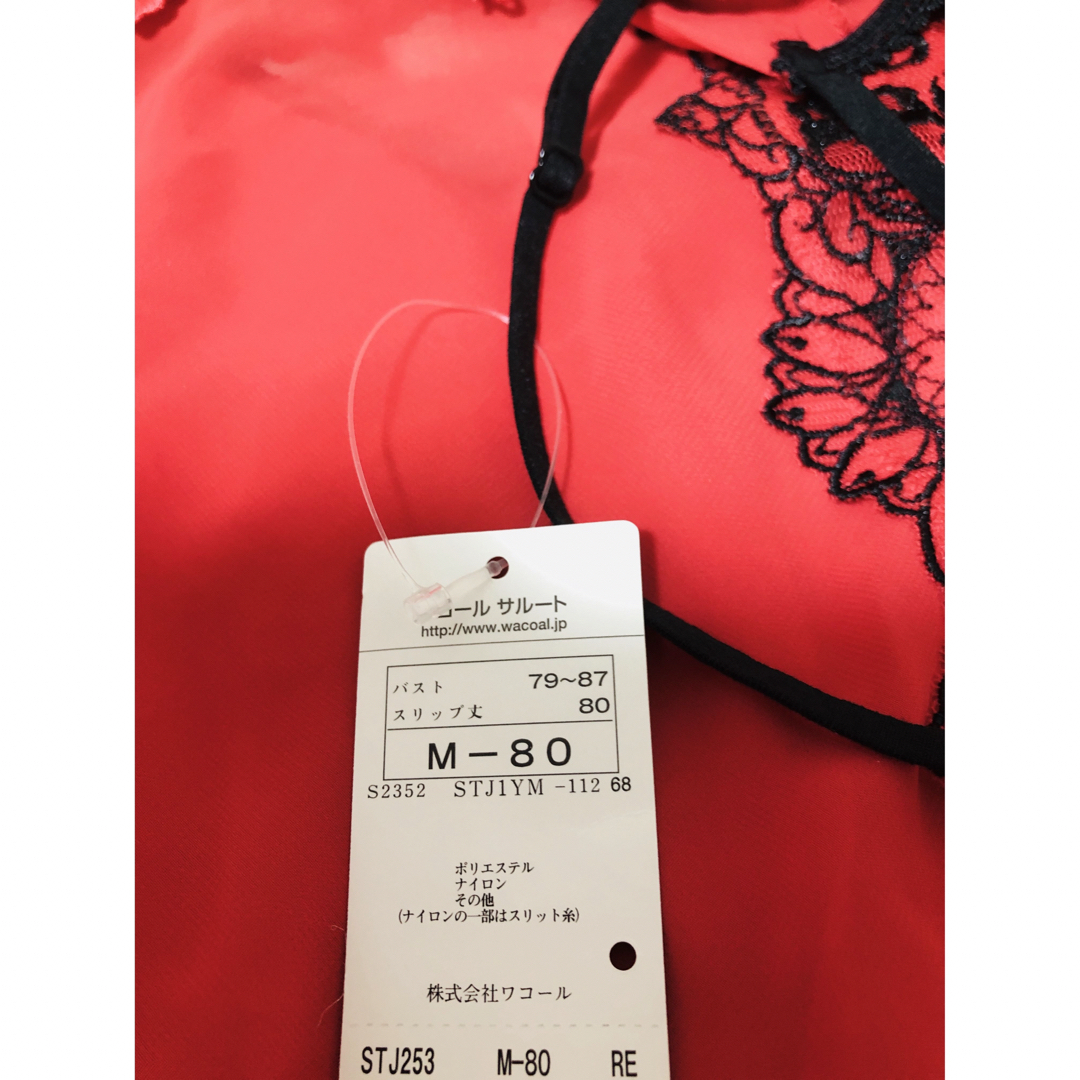 コール サルート
http://www.wacoal.jp
バスト 79〜87
スリップ丈 80
M−80
S2352 STJ1YM -112 68
ポリエステル
ナイロン
その他
(ナイロンの一部はスリット糸)
株式会社ワコール
STJ253 M-80 RE